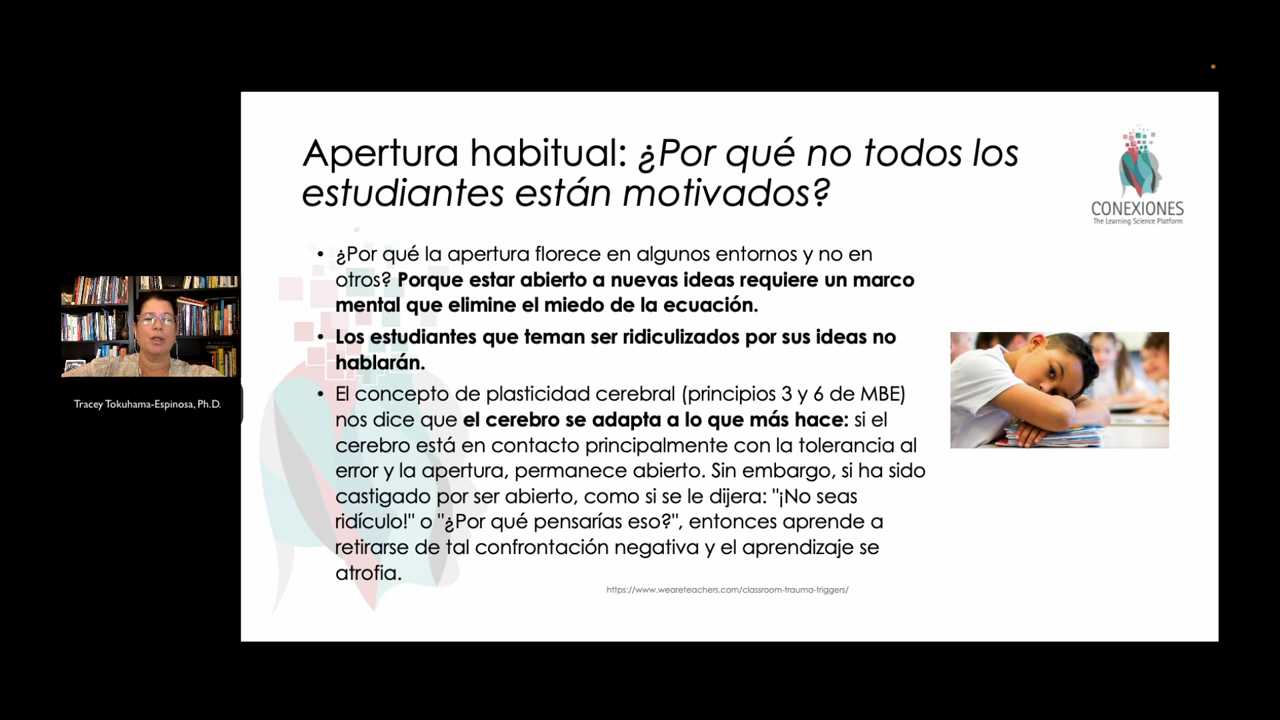 Apertura habitual: ¿Por qué no todos los
estudiantes están motivados?
CONEXIONES
The Learning Science Platform
• ¿Por qué la apertura florece en algunos entornos y no en
otros? Porque estar abierto a nuevas ideas requiere un marco
mental que elimine el miedo de la ecuación.
• Los estudiantes que teman ser ridiculizados por sus ideas no
hablarán.
• El concepto de plasticidad cerebral (principios 3 y 6 de MBE)
nos dice que el cerebro se adapta a lo que más hace: si el
cerebro está en contacto principalmente con la tolerancia al
error y la apertura, permanece abierto. Sin embargo, si ha sido
castigado por ser abierto, como si se le dijera: "¡No seas
ridículo!" o "¿Por qué pensarías eso?", entonces aprende a
retirarse de tal confrontación negativa y el aprendizaje se
atrofia.
https://www.weareteachers.com/classroom-trauma-triggers/
Tracey Tokuhama-Espinosa, Ph.D.